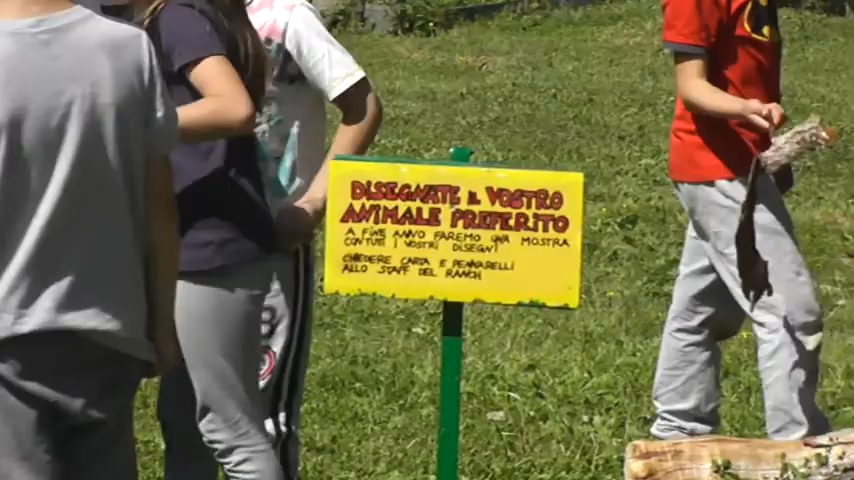 DISEGNATE IL VOSTRO
ANIMALE PREFERITO
A FINE ANNO FAREMO UNA MOSTRA
CON TUTTI I VOSTRI DISEGNI
CHIEDERE CARTA E PENNARELLI
ALLO STAFF DEL RANCH